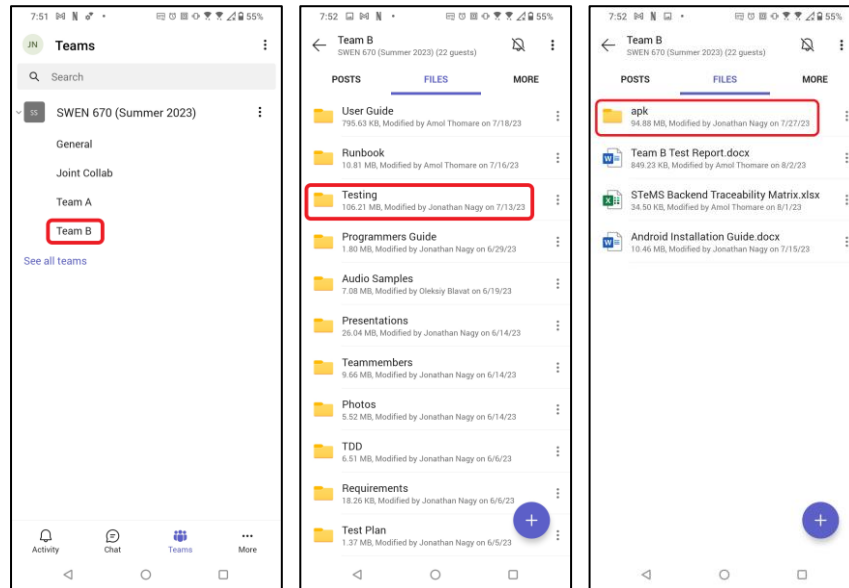 7:51
55%
JN
Teams
Search
SS
SWEN 670 (Summer 2023)
General
Joint Collab
Team A
Team B
See all teams
Activity
Chat
Teams
More
7:52
55%
Team B
SWEN 670 (Summer 2023) (22 guests)
POSTS FILES MORE
User Guide
795.63 KB, Modified by Amol Thomare on 7/18/23
Runbook
10.81 MB, Modified by Amol Thomare on 7/16/23
Testing
106.21 MB, Modified by Jonathan Nagy on 7/13/23
Programmers Guide
1.80 MB, Modified by Jonathan Nagy on 6/29/23
Audio Samples
7.08 MB, Modified by Oleksiy Blavat on 6/19/23
Presentations
26.04 MB, Modified by Jonathan Nagy on 6/14/23
Teammembers
9.66 MB, Modified by Jonathan Nagy on 6/14/23
Photos
5.52 MB, Modified by Jonathan Nagy on 6/14/23
TDD
6.51 MB, Modified by Jonathan Nagy on 6/6/23
Requirements
18.26 KB, Modified by Jonathan Nagy on 6/6/23
Test Plan
1.37 MB, Modified by Jonathan Nagy on 6/5/23
7:52
55%
Team B
SWEN 670 (Summer 2023) (22 guests)
POSTS FILES MORE
apk
94.88 MB, Modified by Jonathan Nagy on 7/27/23
Team B Test Report.docx
849.23 KB, Modified by Amol Thomare on 8/2/23
STeMS Backend Traceability Matrix.xlsx
34.50 KB, Modified by Amol Thomare on 8/1/23
Android Installation Guide.docx
10.46 MB, Modified by Jonathan Nagy on 7/15/23